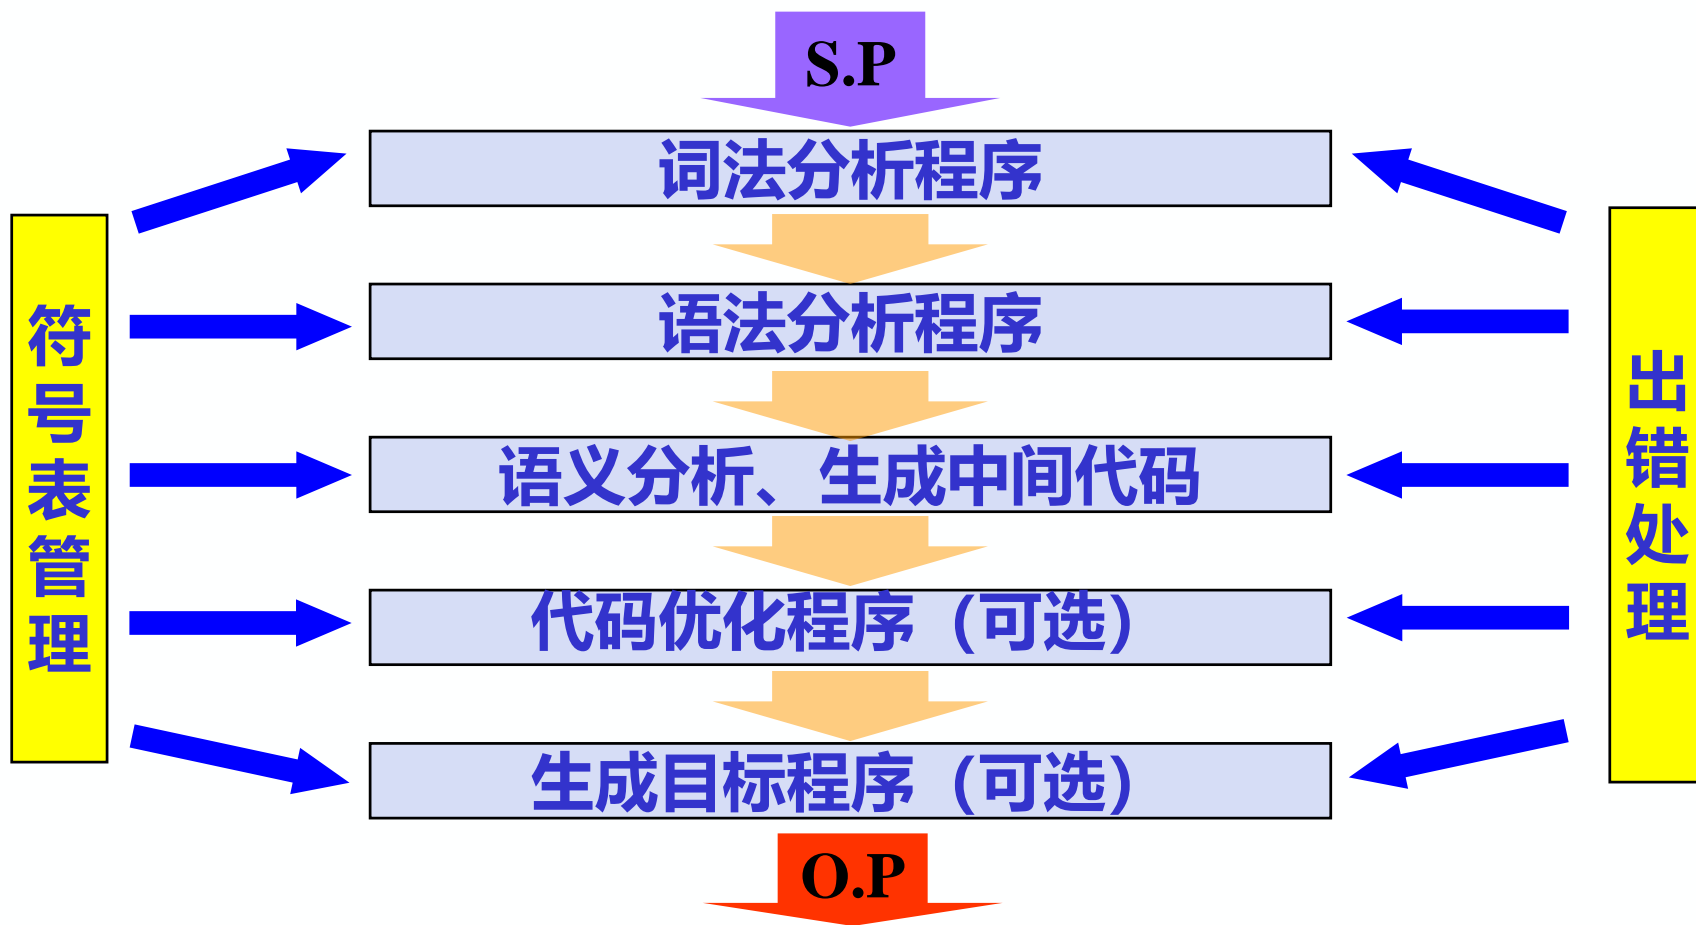 S.P
词法分析程序
语法分析程序
语义分析、生成中间代码
代码优化程序（可选）
生成目标程序（可选）
O.P
符号表管理
出错处理